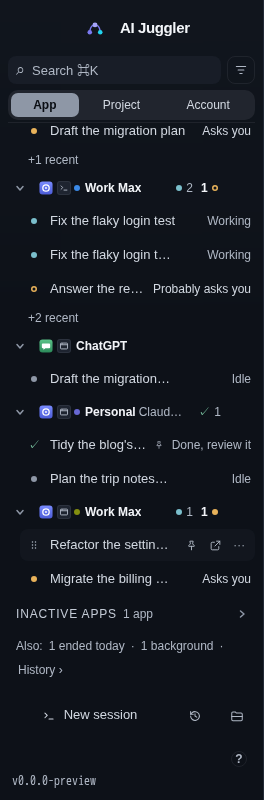 AI Juggler
Search ⌘K
App Project Account
Draft the migration plan Asks you
+1 recent
Work Max 2 1
Fix the flaky login test Working
Fix the flaky login t… Working
Answer the re… Probably asks you
+2 recent
ChatGPT
Draft the migration… Idle
Personal Claud… ✓ 1
✓ Tidy the blog's… Done, review it
Plan the trip notes… Idle
Work Max 1 1
Refactor the settin… ···
Migrate the billing … Asks you
INACTIVE APPS 1 app
Also: 1 ended today · 1 background ·
History ›
New session
?
v0.0.0-preview